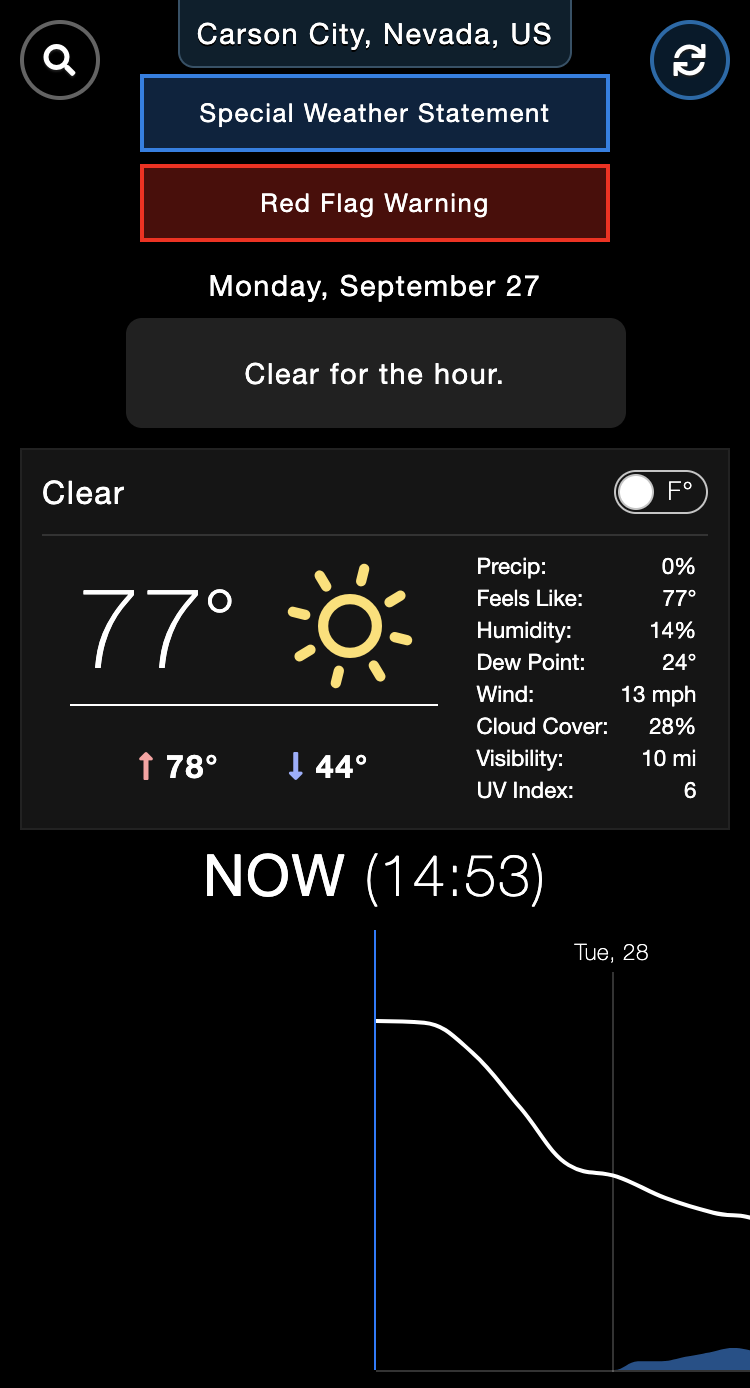 Carson City, Nevada, US
Special Weather Statement
Red Flag Warning
Monday, September 27
Clear for the hour.
Clear
F°
77°
78°
44°
Precip: 0%
Feels Like: 77°
Humidity: 14%
Dew Point: 24°
Wind: 13 mph
Cloud Cover: 28%
Visibility: 10 mi
UV Index: 6
NOW (14:53)
Tue, 28